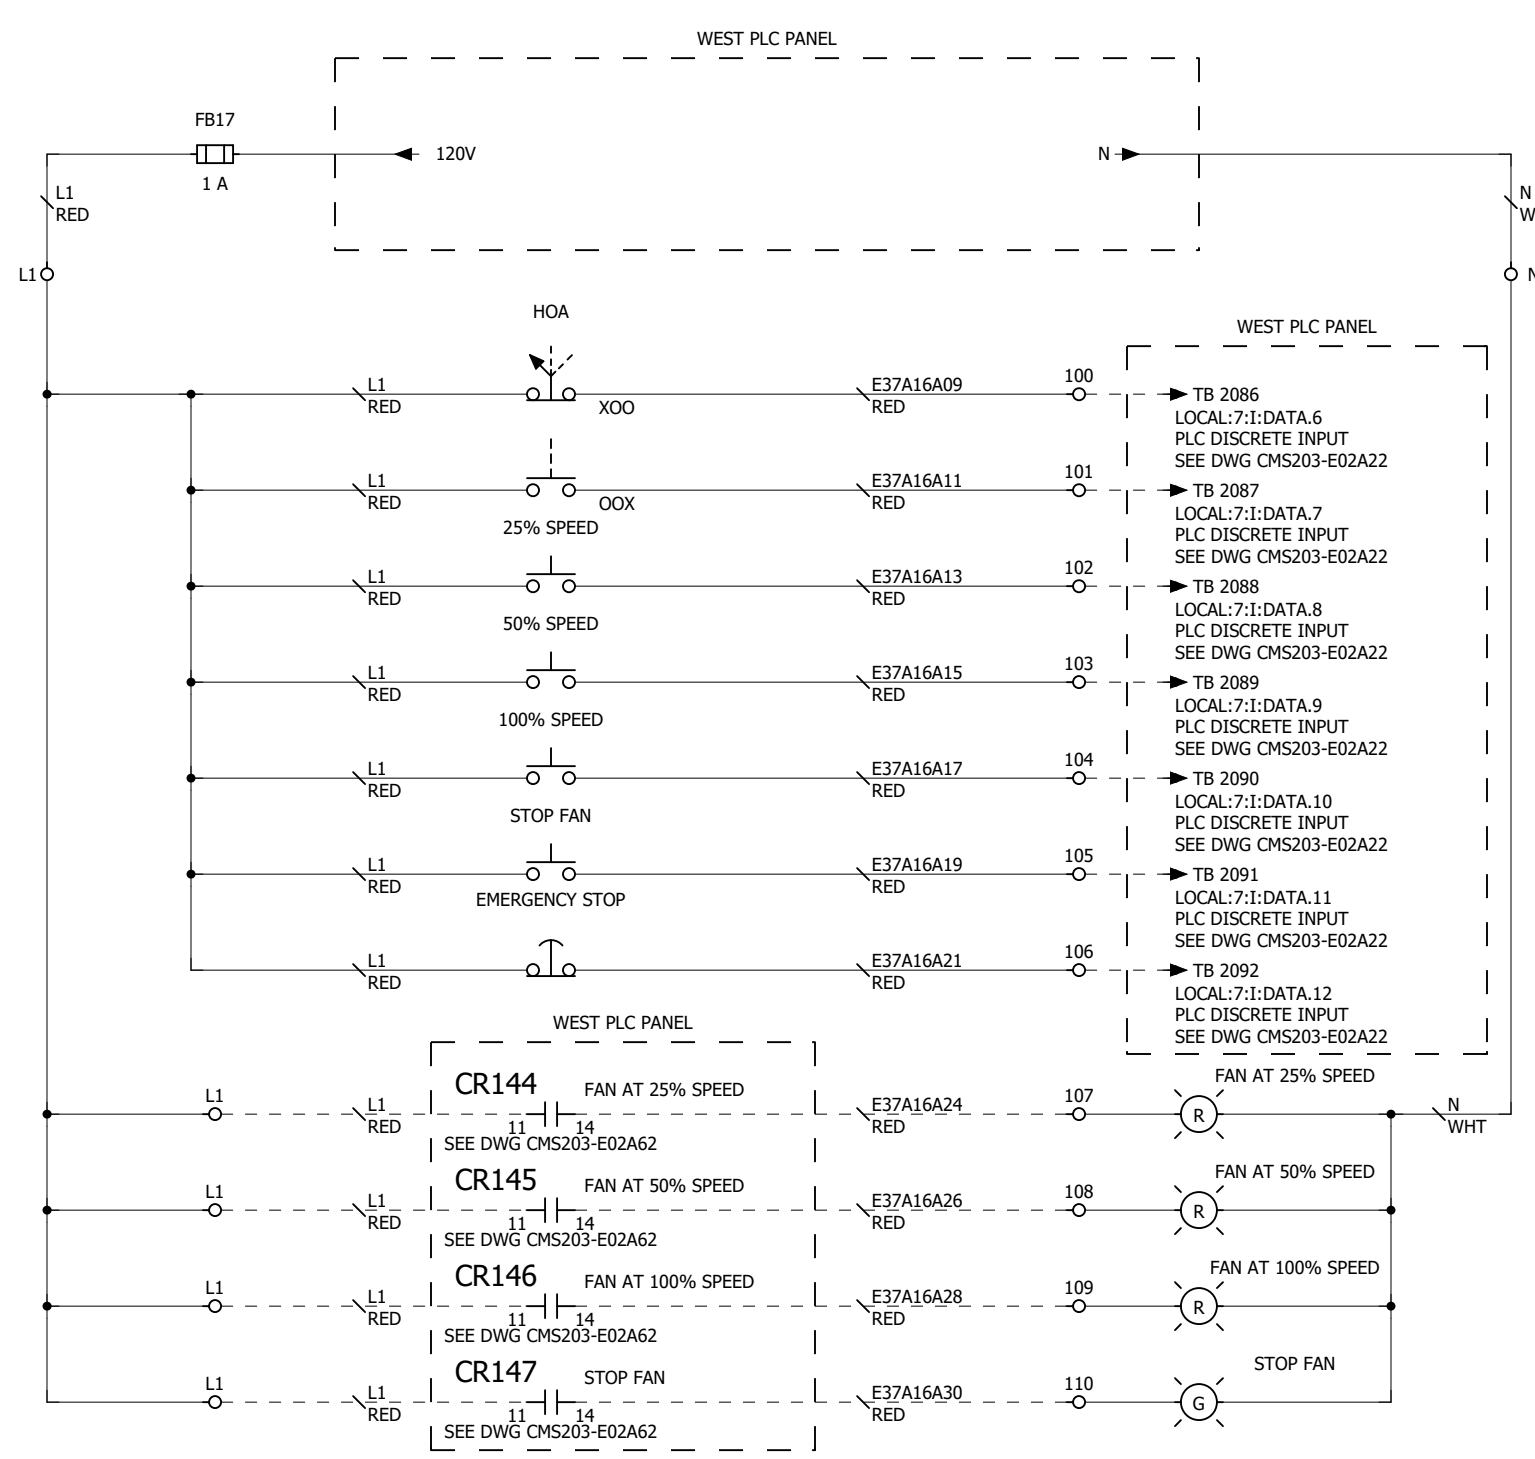 WEST PLC PANEL
FB17
120V
N
1 A
L1
RED
N
W
L1
N
HOA
WEST PLC PANEL
L1
RED
XOO
E37A16A09
RED
100
TB 2086
LOCAL:7:I:DATA.6
PLC DISCRETE INPUT
SEE DWG CMS203-E02A22
L1
RED
OOX
E37A16A11
RED
101
TB 2087
LOCAL:7:I:DATA.7
PLC DISCRETE INPUT
SEE DWG CMS203-E02A22
25% SPEED
L1
RED
E37A16A13
RED
102
TB 2088
LOCAL:7:I:DATA.8
PLC DISCRETE INPUT
SEE DWG CMS203-E02A22
50% SPEED
L1
RED
E37A16A15
RED
103
TB 2089
LOCAL:7:I:DATA.9
PLC DISCRETE INPUT
SEE DWG CMS203-E02A22
100% SPEED
L1
RED
E37A16A17
RED
104
TB 2090
LOCAL:7:I:DATA.10
PLC DISCRETE INPUT
SEE DWG CMS203-E02A22
STOP FAN
L1
RED
E37A16A19
RED
105
TB 2091
LOCAL:7:I:DATA.11
PLC DISCRETE INPUT
SEE DWG CMS203-E02A22
EMERGENCY STOP
L1
RED
E37A16A21
RED
106
TB 2092
LOCAL:7:I:DATA.12
PLC DISCRETE INPUT
SEE DWG CMS203-E02A22
WEST PLC PANEL
L1
L1
RED
CR144
FAN AT 25% SPEED
11
14
SEE DWG CMS203-E02A62
E37A16A24
RED
107
FAN AT 25% SPEED
R
N
WHT
L1
L1
RED
CR145
FAN AT 50% SPEED
11
14
SEE DWG CMS203-E02A62
E37A16A26
RED
108
FAN AT 50% SPEED
R
L1
L1
RED
CR146
FAN AT 100% SPEED
11
14
SEE DWG CMS203-E02A62
E37A16A28
RED
109
FAN AT 100% SPEED
R
L1
L1
RED
CR147
STOP FAN
11
14
SEE DWG CMS203-E02A62
E37A16A30
RED
110
STOP FAN
G